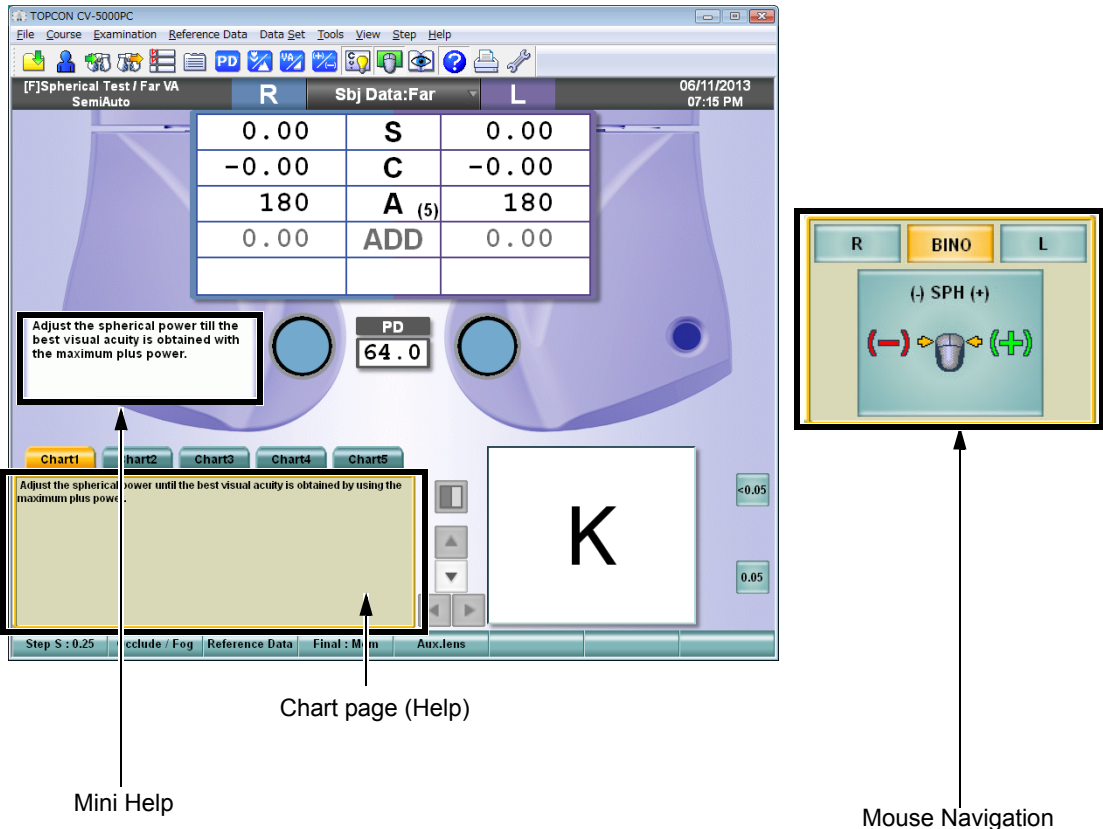 TOPCON CV-5000PC
File Course Examination Reference Data Data Set Tools View Step Help
PD VA (+/-
[F]Spherical Test / Far VA
SemiAuto
R Sbj Data:Far L
06/11/2013
07:15 PM
0.00 S 0.00
-0.00 C -0.00
180 A (5) 180
0.00 ADD 0.00
Adjust the spherical power till the
best visual acuity is obtained with
the maximum plus power.
PD
64.0
R BINO L
(-) SPH (+)
(-) (+)
Chart1 Chart2 Chart3 Chart4 Chart5
Adjust the spherical power until the best visual acuity is obtained by using the
maximum plus power.
K
<0.05
0.05
Step S : 0.25 Occlude / Fog Reference Data Final : Mem Aux.lens
Chart page (Help)
Mini Help
Mouse Navigation